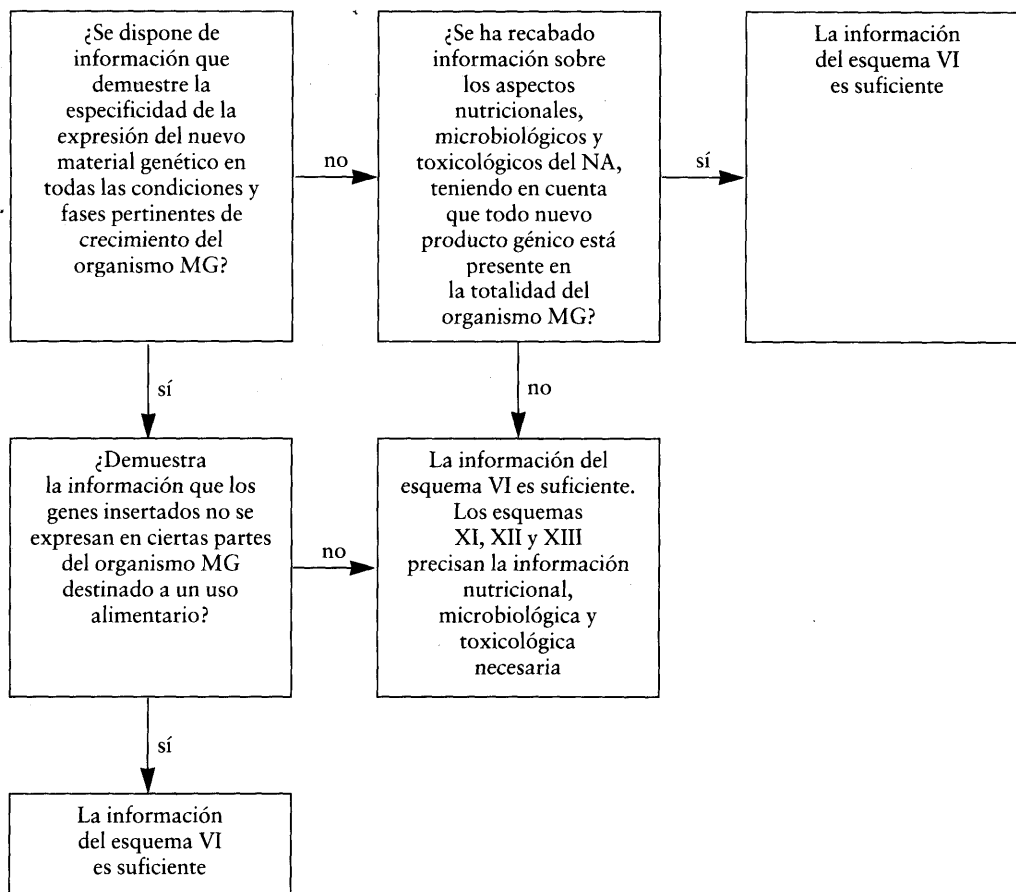 ¿Se dispone de
información que
demuestre la
especificidad de la
expresión del nuevo
material genético en
todas las condiciones y
fases pertinentes de
crecimiento del
organismo MG?
no
¿Se ha recabado
información sobre
los aspectos
nutricionales,
microbiológicos y
toxicológicos del NA,
teniendo en cuenta
que todo nuevo
producto génico está
presente en
la totalidad del
organismo MG?
sí
La información
del esquema VI
es suficiente
sí
no
¿Demuestra
la información que los
genes insertados no se
expresan en ciertas partes
del organismo MG
destinado a un uso
alimentario?
no
La información del
esquema VI es suficiente.
Los esquemas
XI, XII y XIII
precisan la información
nutricional,
microbiológica y
toxicológica
necesaria
sí
La información
del esquema VI
es suficiente